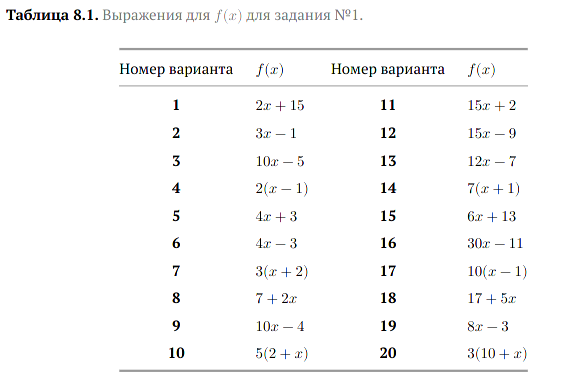 Таблица 8.1. Выражения для f(x) для задания №1.
Номер варианта f(x) Номер варианта f(x)
1 2x + 15 11 15x + 2
2 3x − 1 12 15x − 9
3 10x − 5 13 12x − 7
4 2(x − 1) 14 7(x + 1)
5 4x + 3 15 6x + 13
6 4x − 3 16 30x − 11
7 3(x + 2) 17 10(x − 1)
8 7 + 2x 18 17 + 5x
9 10x − 4 19 8x − 3
10 5(2 + x) 20 3(10 + x)